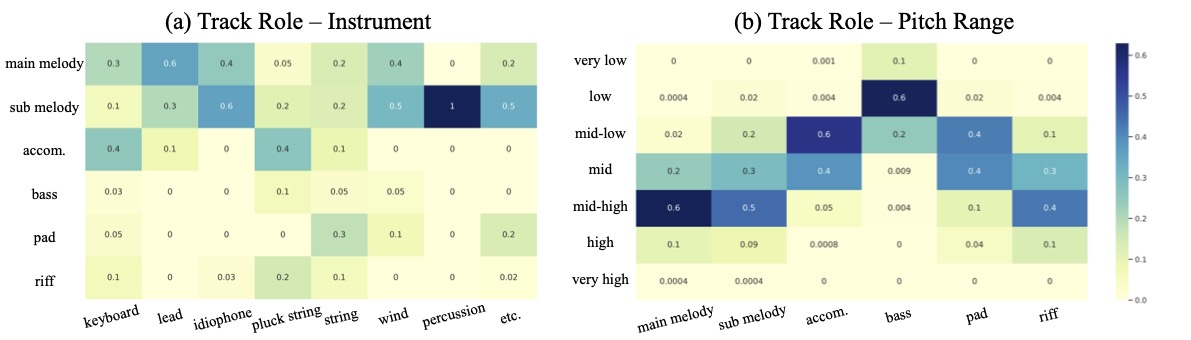 (a) Track Role – Instrument
main melody 0.3 0.6 0.4 0.05 0.2 0.4 0 0.2
sub melody 0.1 0.3 0.6 0.2 0.2 0.5 1 0.5
accom. 0.4 0.1 0 0.4 0.1 0 0 0
bass 0.03 0 0 0.1 0.05 0.05 0 0
pad 0.05 0 0 0 0.3 0.1 0 0.2
riff 0.1 0 0.03 0.2 0.1 0 0 0.02
keyboard lead idiophone pluck string string wind percussion etc.
(b) Track Role – Pitch Range
very low 0 0 0.001 0.1 0 0
low 0.0004 0.02 0.004 0.6 0.02 0.004
mid-low 0.02 0.2 0.6 0.2 0.4 0.1
mid 0.2 0.3 0.4 0.009 0.4 0.3
mid-high 0.6 0.5 0.05 0.004 0.1 0.4
high 0.1 0.09 0.0008 0 0.04 0.1
very high 0.0004 0.0004 0 0 0 0
main melody sub melody accom. bass pad riff
0.6
0.5
0.4
0.3
0.2
0.1
0.0